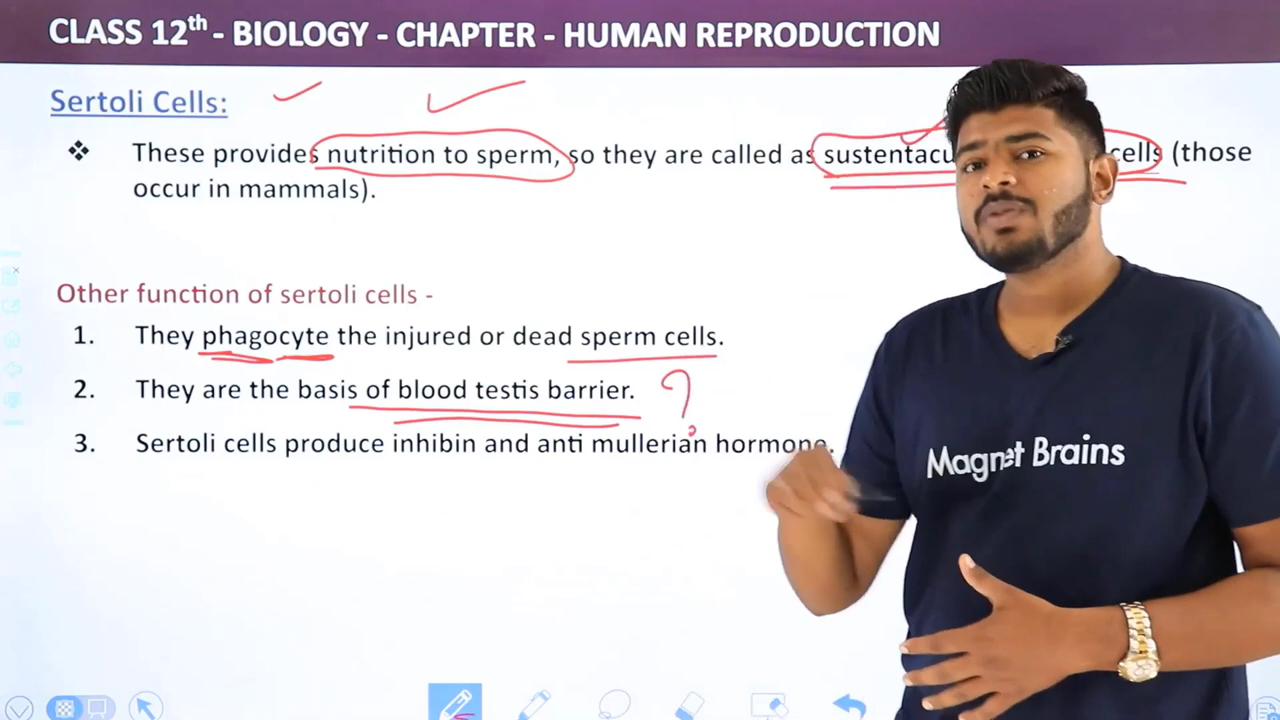 CLASS 12th - BIOLOGY - CHAPTER - HUMAN REPRODUCTION
Sertoli Cells:
❖ These provides nutrition to sperm, so they are called as cells (those
occur in mammals).
Other function of sertoli cells -
1. They phagocyte the injured or dead sperm cells.
2. They are the basis of blood testis barrier. ?
3. Sertoli cells produce inhibin and anti mullerian hormone.
Magnet Brains